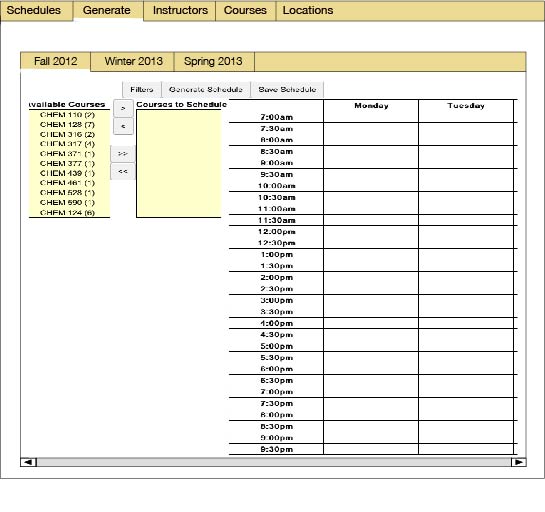 Schedules Generate Instructors Courses Locations
Fall 2012 Winter 2013 Spring 2013
Filters Generate Schedule Save Schedule
vailable Courses > Courses to Schedule Monday Tuesday
CHEM 110 (2)
CHEM 128 (7)
CHEM 316 (2)
CHEM 317 (4)
CHEM 371 (1)
CHEM 377 (1)
CHEM 439 (1)
CHEM 461 (1)
CHEM 528 (1)
CHEM 590 (1)
CHEM 124 (6)
<
>>
<<
7:00am
7:30am
8:00am
8:30am
9:00am
9:30am
10:00am
10:30am
11:00am
11:30am
12:00pm
12:30pm
1:00pm
1:30pm
2:00pm
2:30pm
3:00pm
3:30pm
4:00pm
4:30pm
5:00pm
5:30pm
6:00pm
6:30pm
7:00pm
7:30pm
8:00pm
8:30pm
9:00pm
9:30pm